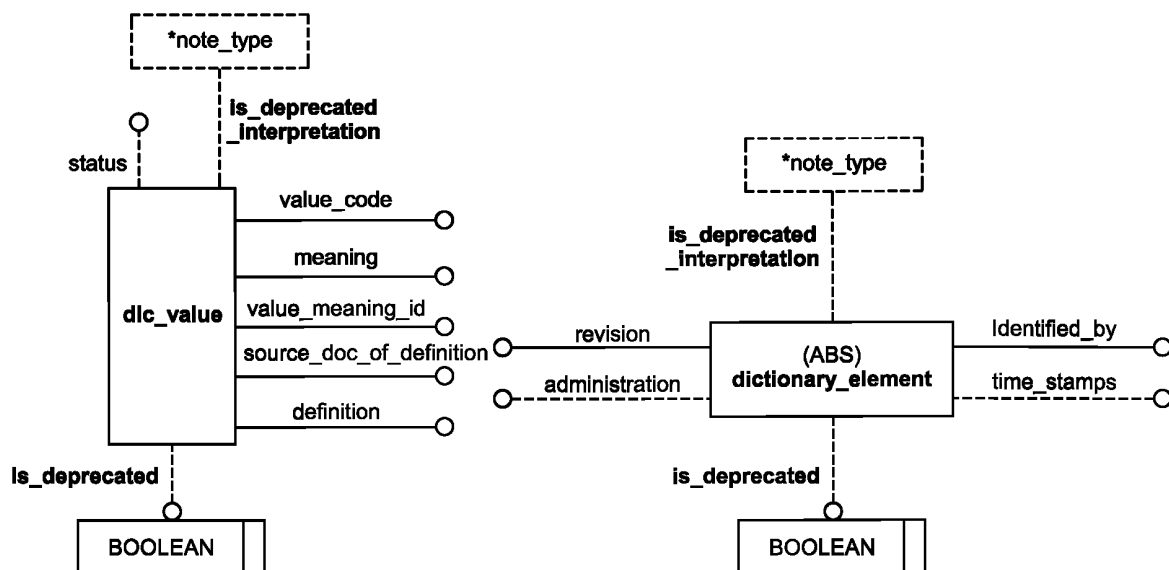 *note_type
is_deprecated
_interpretation
status
value_code
meaning
dic_value
value_meaning_id
source_doc_of_definition
definition
is_deprecated
BOOLEAN
*note_type
is_deprecated
_interpretation
revision
(ABS)
dictionary_element
Identified_by
administration
time_stamps
is_deprecated
BOOLEAN